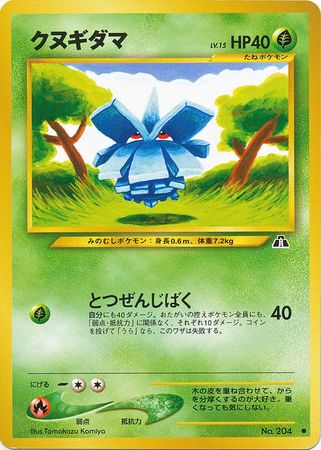 クヌギダマ
LV.15 HP40
たねポケモン
みのむしポケモン：身長0.6m、体重7.2kg
とつぜんじばく
40
自分にも40ダメージ。おたがいの控えポケモン全員にも、
「弱点・抵抗力」に関係なく、それぞれ10ダメージ。コイン
を投げて「うら」なら、このワザは失敗する。
にげる
弱点
抵抗力
木の皮を重ね合わせて、から
を分厚くするのが大好き。重
くなっても気にしない。
Illus.Tomokazu Komiya
No. 204